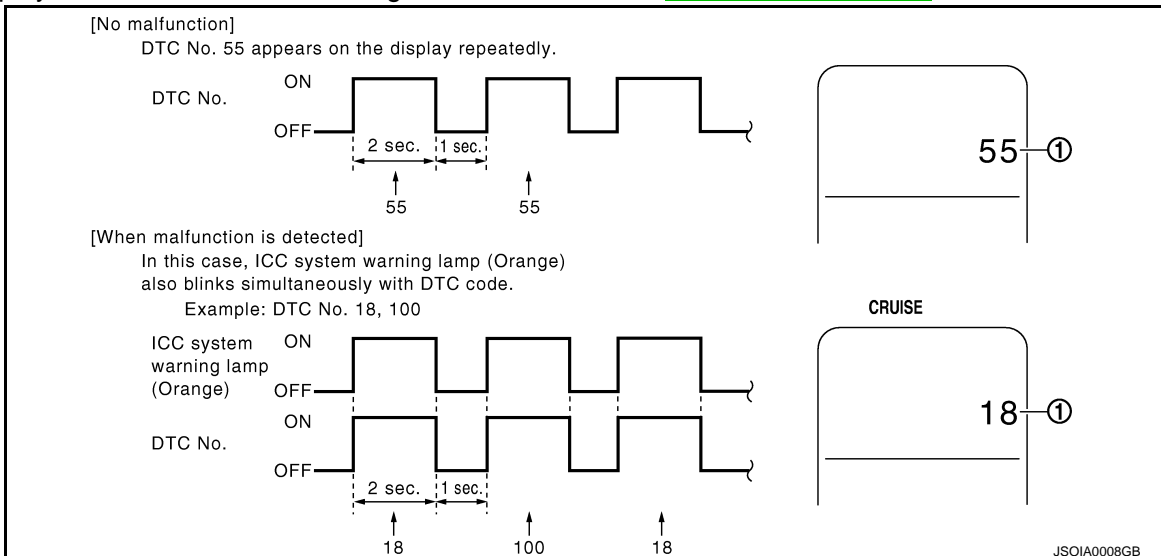 [No malfunction]
DTC No. 55 appears on the display repeatedly.
DTC No.
ON
OFF
2 sec.
1 sec.
55
55
55
①
[When malfunction is detected]
In this case, ICC system warning lamp (Orange)
also blinks simultaneously with DTC code.
Example: DTC No. 18, 100
ICC system
warning lamp
(Orange)
ON
OFF
DTC No.
ON
OFF
2 sec.
1 sec.
18
100
18
CRUISE
18
①
JSOIA0008GB